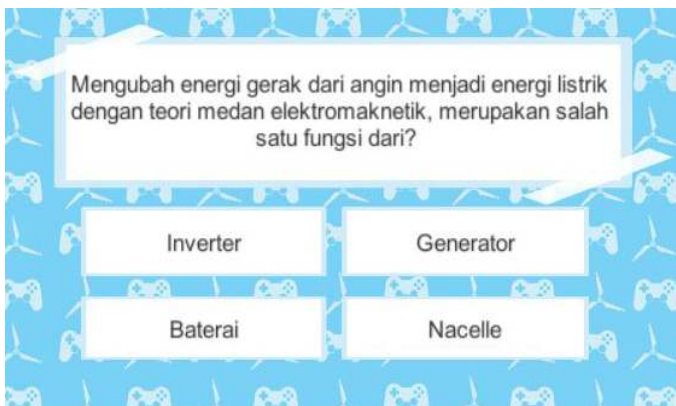 Mengubah energi gerak dari angin menjadi energi listrik
dengan teori medan elektromaknetik, merupakan salah
satu fungsi dari?
Inverter
Generator
Baterai
Nacelle